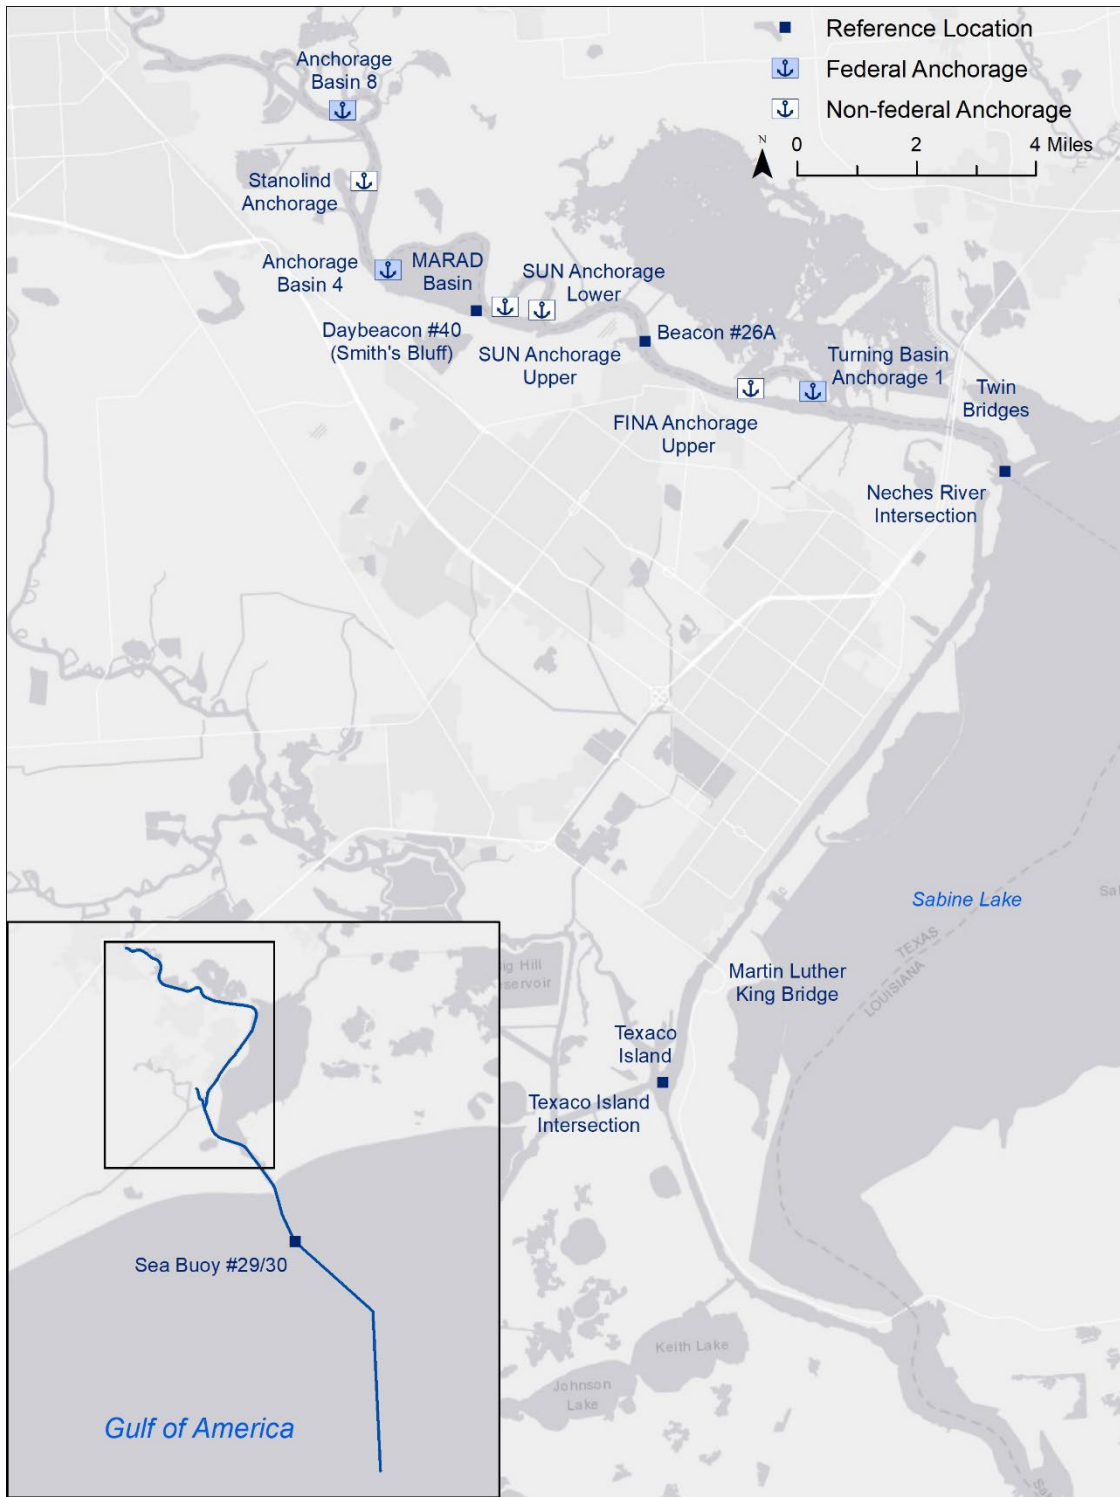 Reference Location
Federal Anchorage
Non-federal Anchorage
N
0 2 4 Miles
Anchorage
Basin 8
Stanolind
Anchorage
Anchorage
Basin 4
MARAD
Basin
SUN Anchorage
Lower
Daybeacon #40
(Smith's Bluff)
SUN Anchorage
Upper
Beacon #26A
Turning Basin
Anchorage 1
Twin
Bridges
FINA Anchorage
Upper
Neches River
Intersection
Sabine Lake
TEXAS
LOUISIANA
Martin Luther
King Bridge
Texaco
Island
Texaco Island
Intersection
Hill
Keith Lake
Johnson
Lake
Sea Buoy #29/30
Gulf of America